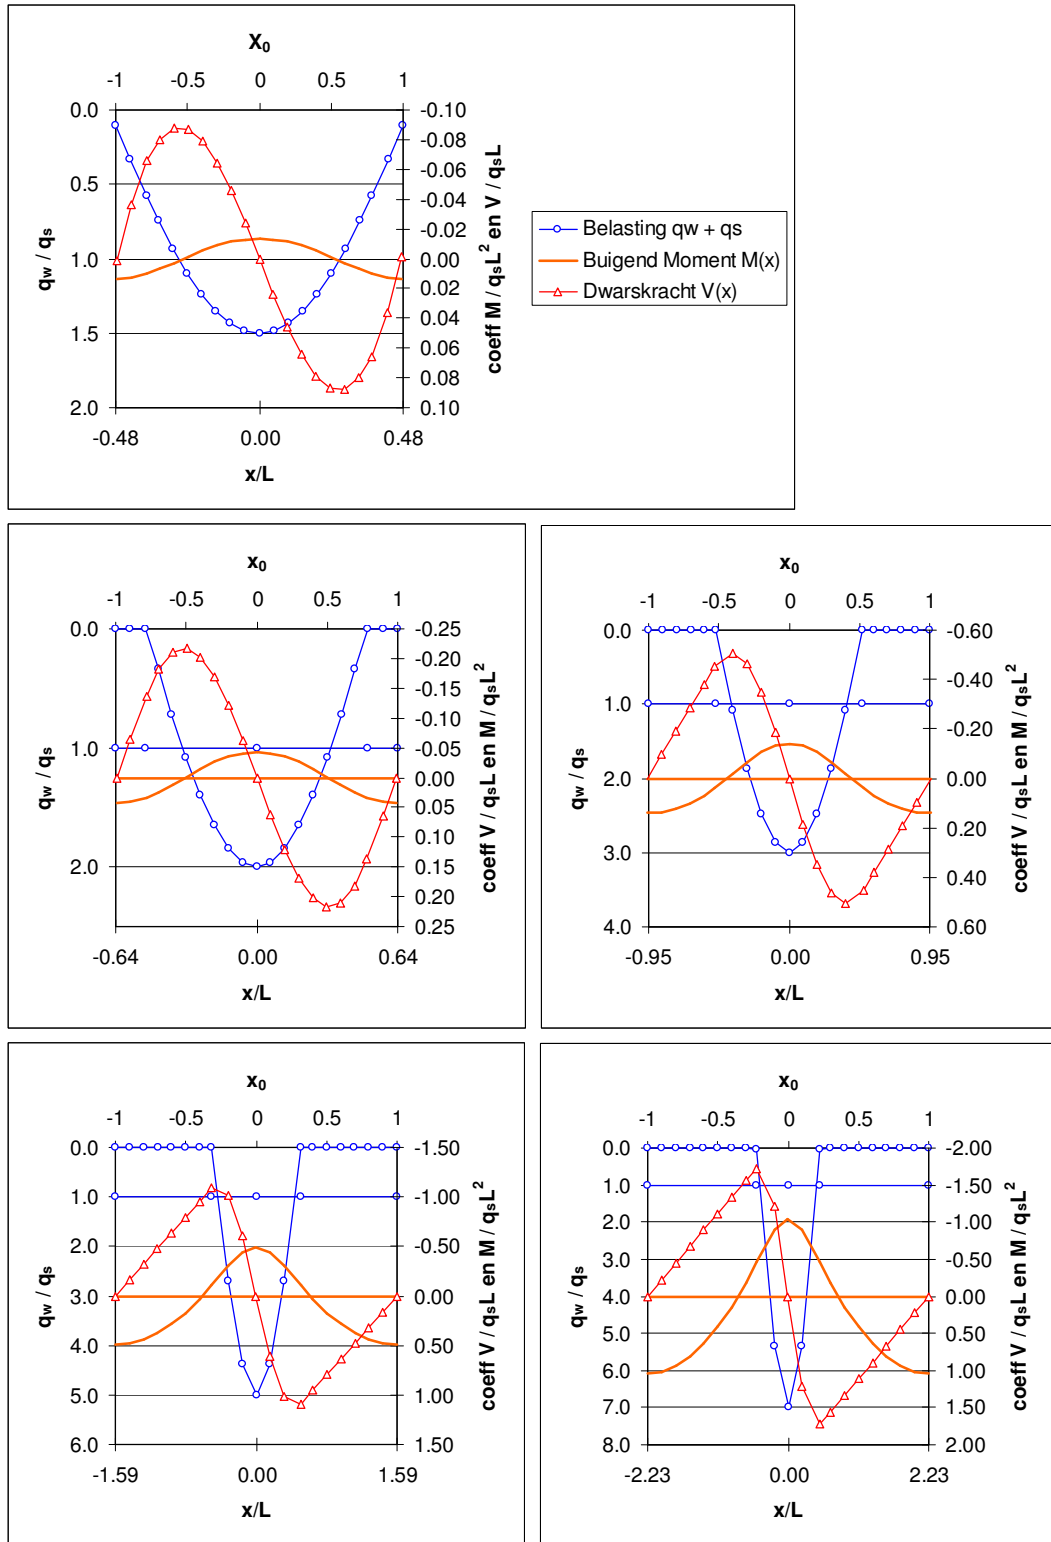 X0
-1 -0.5 0 0.5 1
0.0
0.5
1.0
1.5
2.0
qw / qs
-0.10
-0.08
-0.06
-0.04
-0.02
0.00
0.02
0.04
0.06
0.08
0.10
coeff M / qsL2 en V / qsL
-0.48 0.00 0.48
x/L
Belasting qw + qs
Buigend Moment M(x)
Dwarskracht V(x)
x0
-1 -0.5 0 0.5 1
0.0
1.0
2.0
qw / qs
-0.25
-0.20
-0.15
-0.10
-0.05
0.00
0.05
0.10
0.15
0.20
0.25
coeff V / qsL en M / qsL2
-0.64 0.00 0.64
x/L
x0
-1 -0.5 0 0.5 1
0.0
1.0
2.0
3.0
4.0
qw / qs
-0.60
-0.40
-0.20
0.00
0.20
0.40
0.60
coeff V / qsL en M / qsL2
-0.95 0.00 0.95
x/L
x0
-1 -0.5 0 0.5 1
0.0
1.0
2.0
3.0
4.0
5.0
6.0
qw / qs
-1.50
-1.00
-0.50
0.00
0.50
1.00
1.50
coeff V / qsL en M / qsL2
-1.59 0.00 1.59
x/L
x0
-1 -0.5 0 0.5 1
0.0
1.0
2.0
3.0
4.0
5.0
6.0
7.0
8.0
qw / qs
-2.00
-1.50
-1.00
-0.50
0.00
0.50
1.00
1.50
2.00
coeff V / qsL en M / qsL2
-2.23 0.00 2.23
x/L